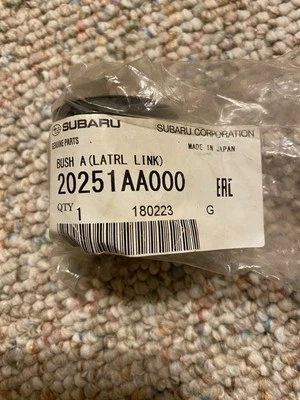 SUBARU SUBARU CORPORATION
GENUINE PARTS MADE IN JAPAN
BUSH A(LATRL LINK)
20251AA000 EAC
QTY 1 180223 G